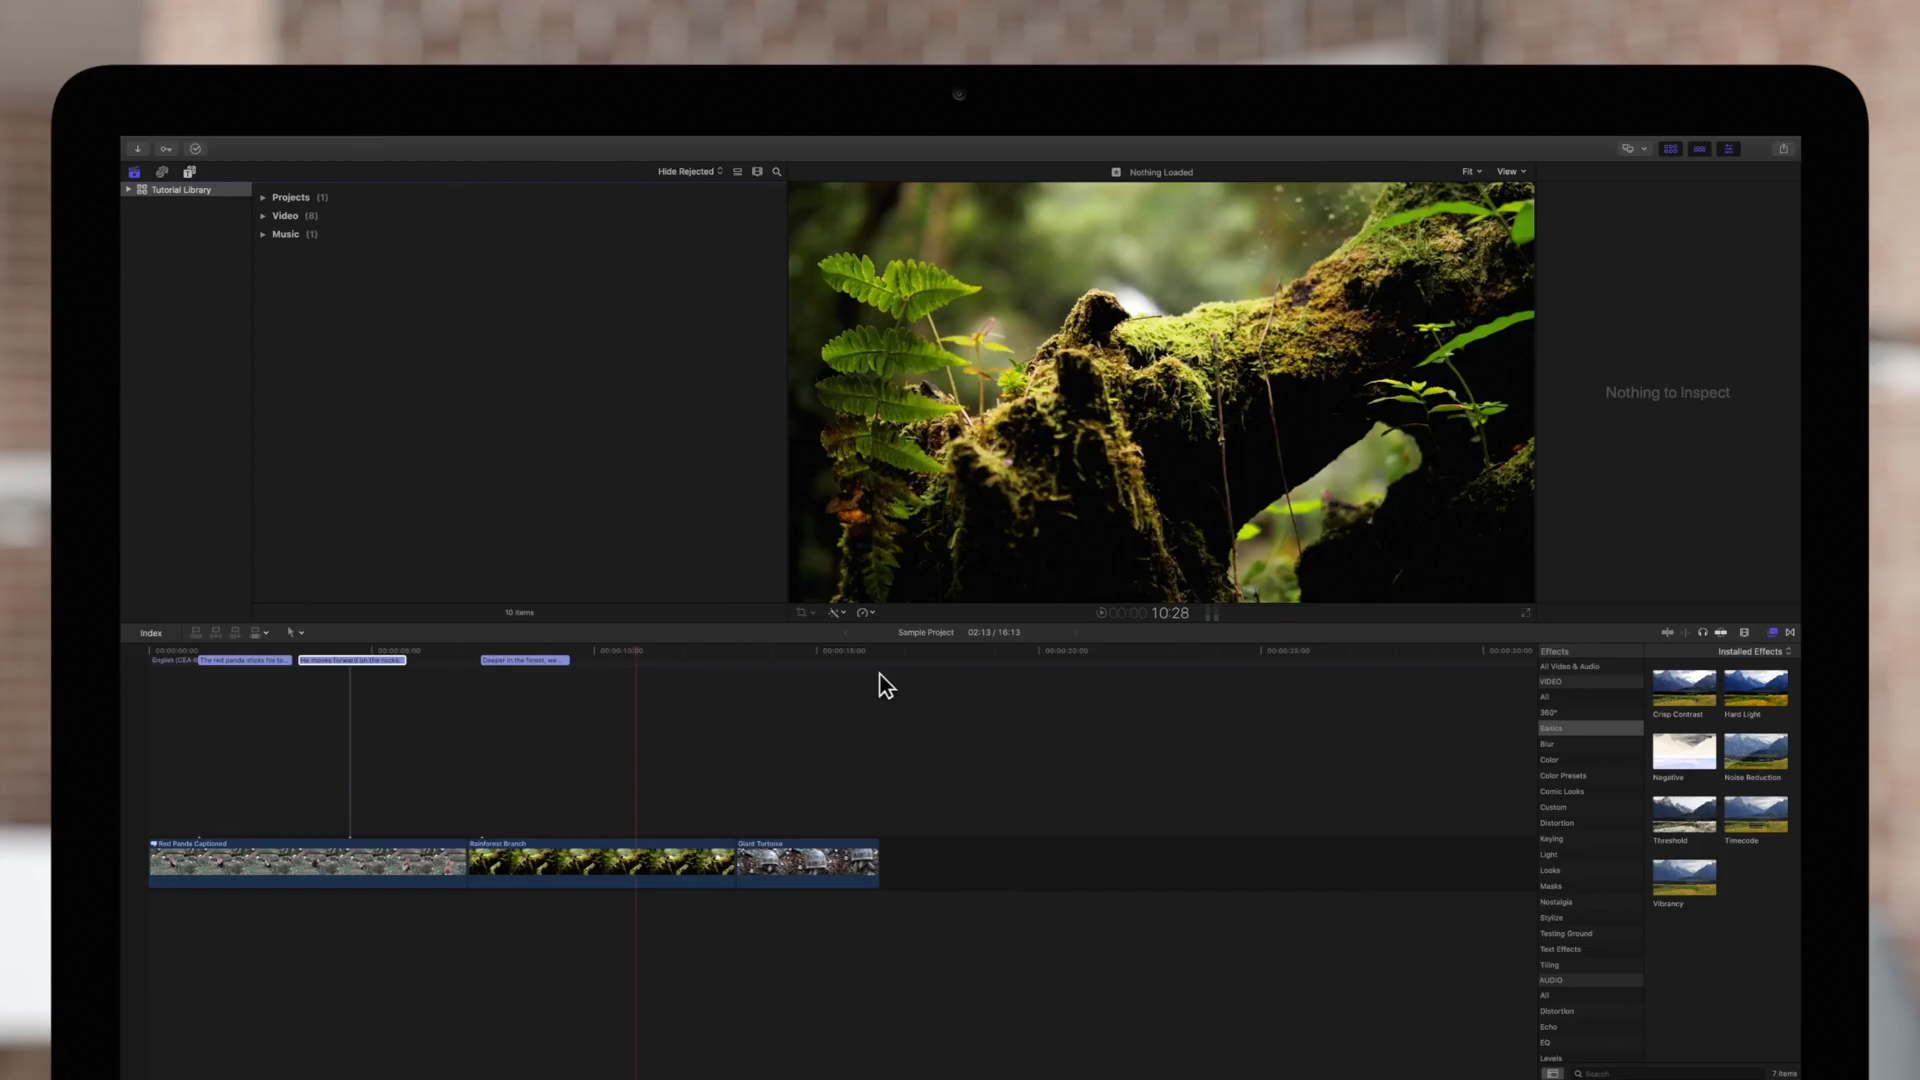 Hide Rejected
Nothing Loaded
Fit
View
Tutorial Library
Projects (1)
Video (8)
Music (1)
Nothing to Inspect
10 items
00:00:00 10:28
Index
Sample Project
02:13 / 16:13
00:00:00:00
00:00:05:00
00:00:10:00
00:00:15:00
00:00:20:00
00:00:25:00
00:00:30:00
English (CEA-6
The red panda sticks his to...
He moves forward on the rocks
Deeper in the forest, we...
Red Panda Captioned
Rainforest Branch
Giant Tortoise
Effects
Installed Effects
All Video & Audio
VIDEO
All
360°
Basics
Blur
Color
Color Presets
Comic Looks
Custom
Distortion
Keying
Light
Looks
Masks
Nostalgia
Stylize
Testing Ground
Text Effects
Tiling
AUDIO
All
Distortion
Echo
EQ
Levels
Crisp Contrast
Hard Light
Negative
Noise Reduction
Threshold
Timecode
Vibrancy
Search
7 items